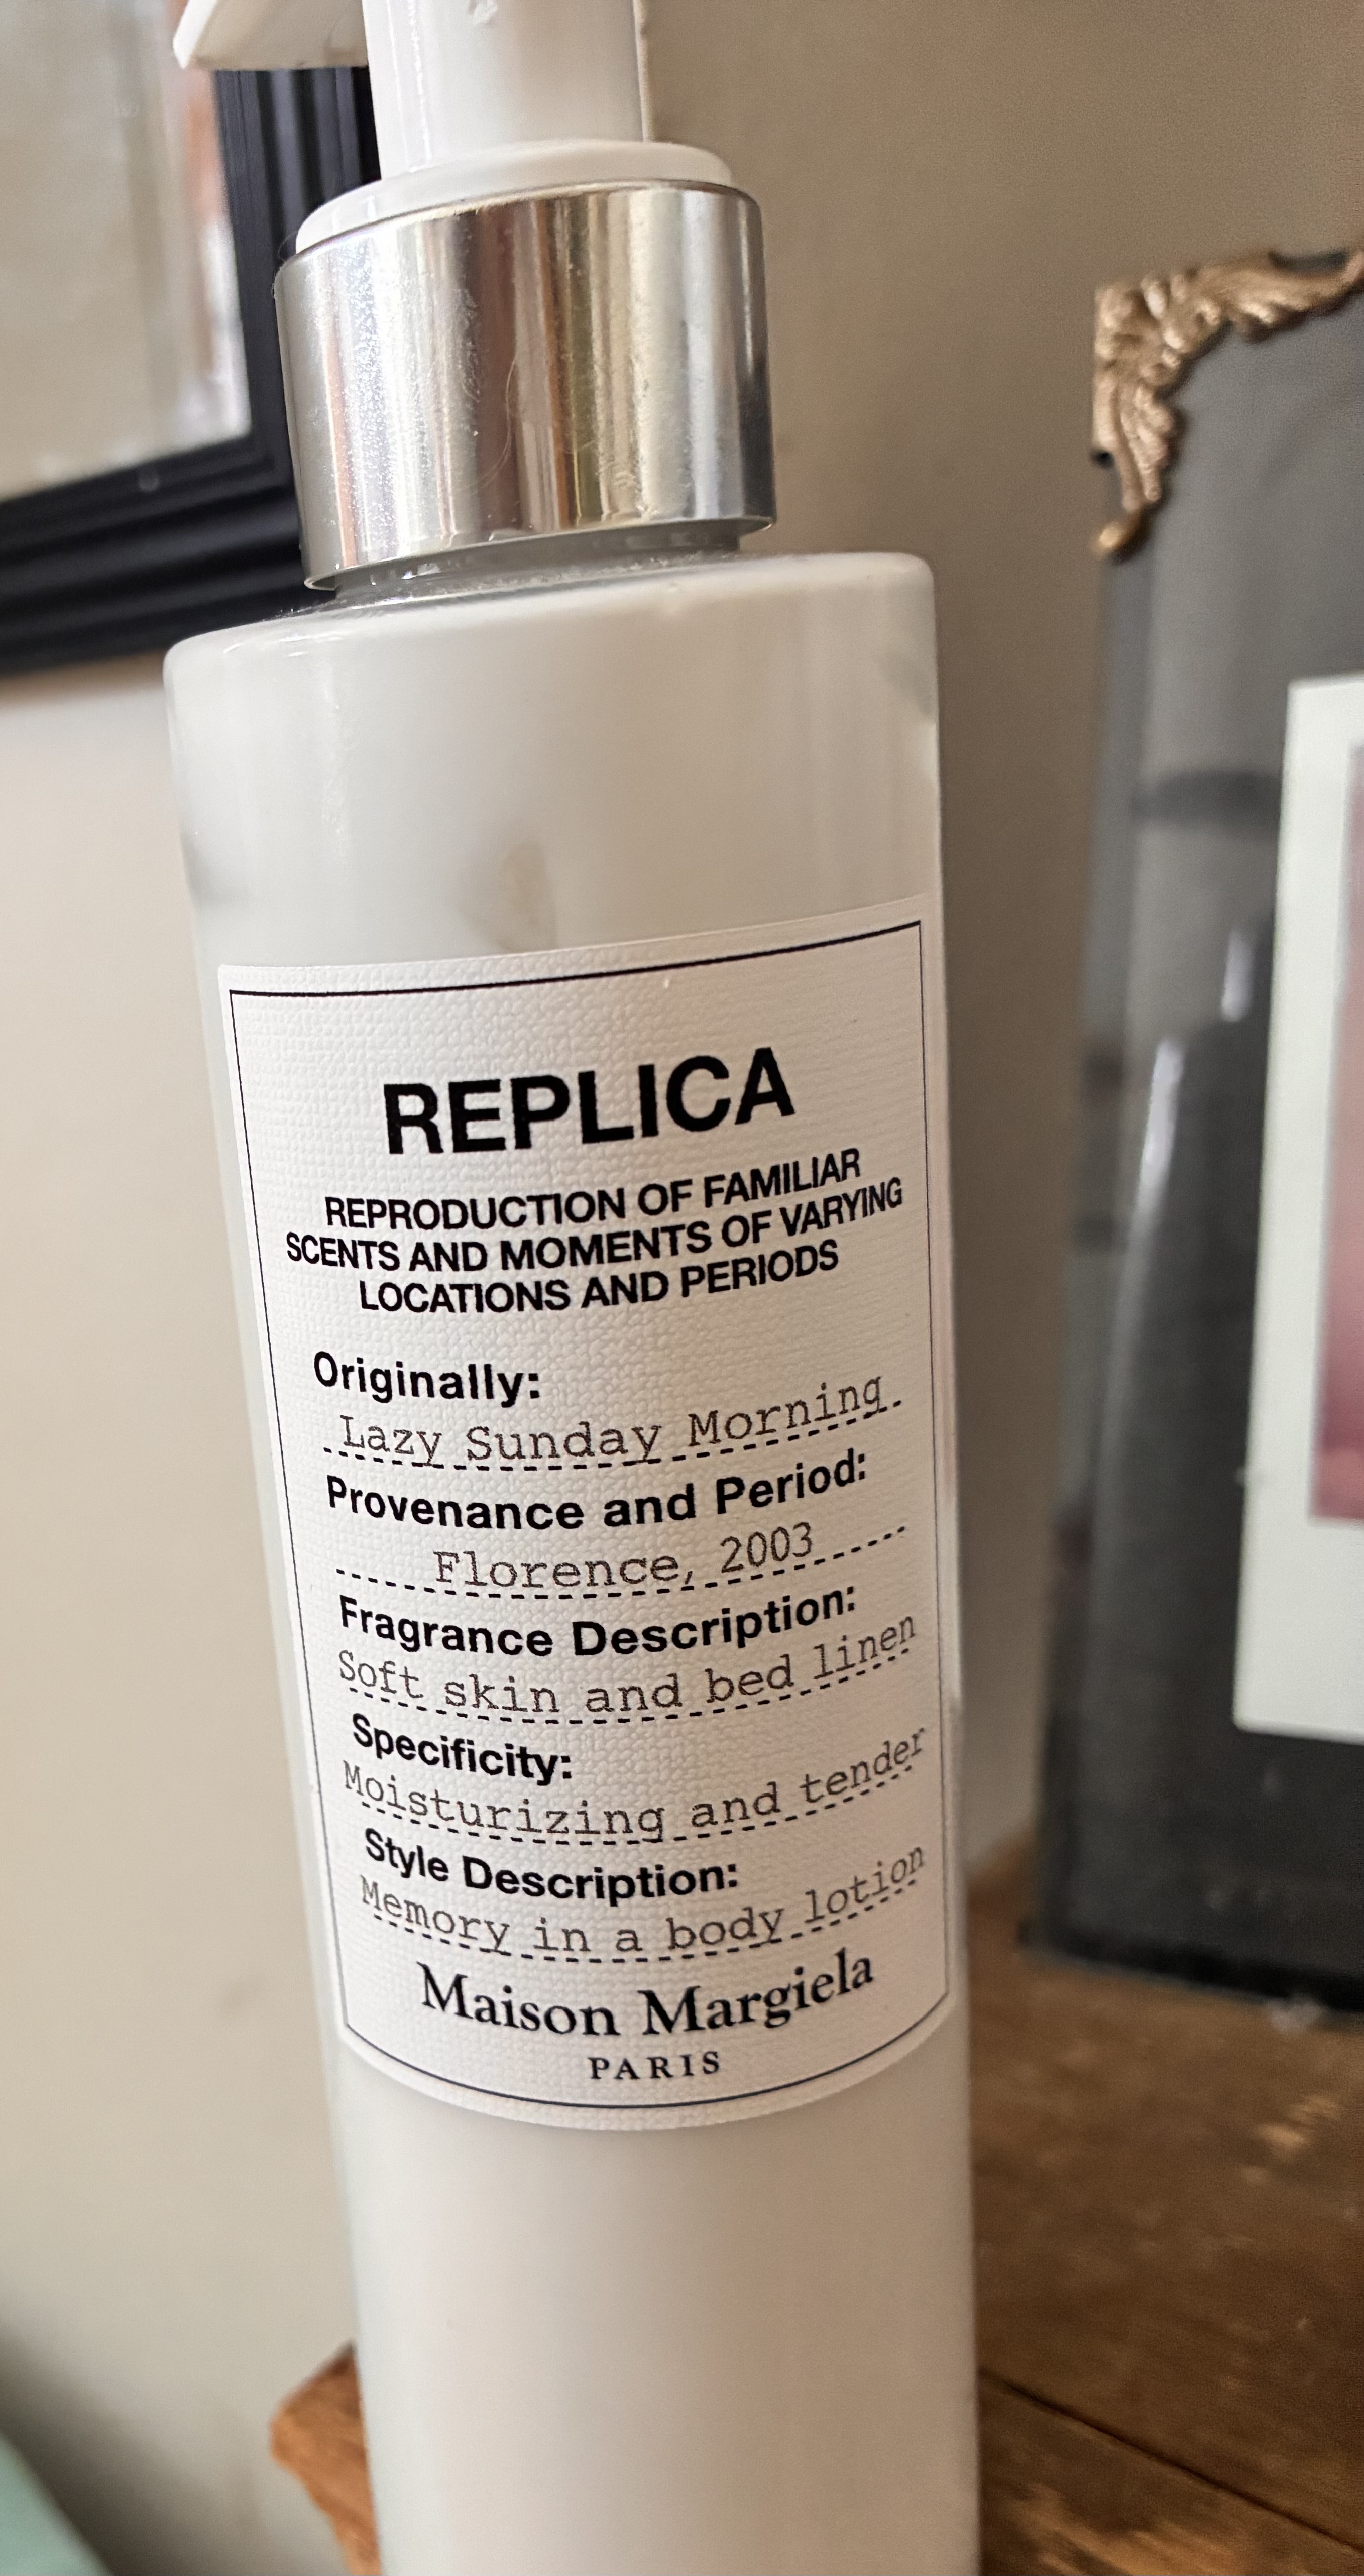 REPLICA
REPRODUCTION OF FAMILIAR
SCENTS AND MOMENTS OF VARYING
LOCATIONS AND PERIODS
Originally:
Lazy Sunday Morning
Provenance and Period:
Florence, 2003
Fragrance Description:
Soft skin and bed linen
Specificity:
Moisturizing and tender
Style Description:
Memory in a body lotion
Maison Margiela
PARIS